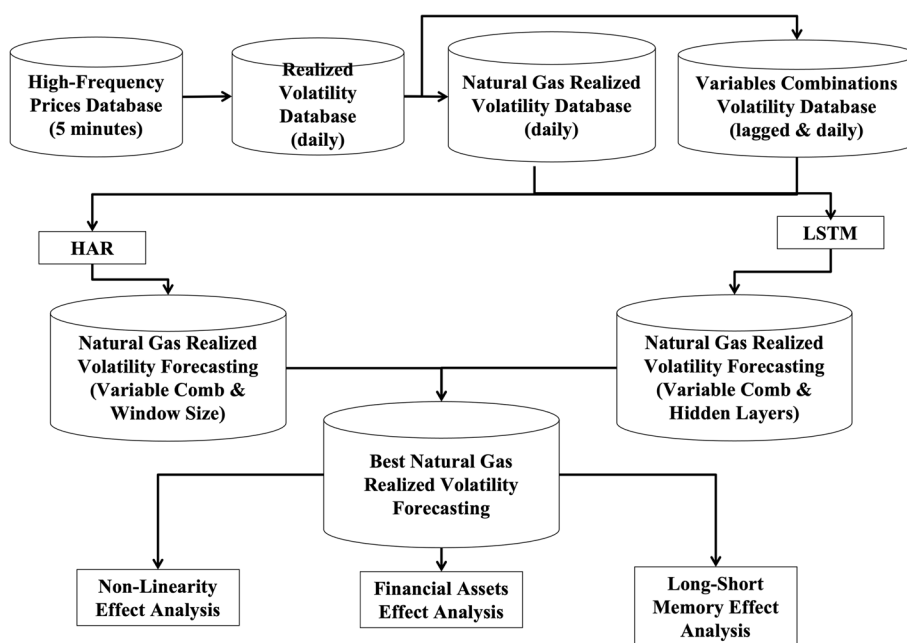 High-Frequency
Prices Database
(5 minutes)
Realized
Volatility
Database
(daily)
Natural Gas Realized
Volatility Database
(daily)
Variables Combinations
Volatility Database
(lagged & daily)
HAR
LSTM
Natural Gas Realized
Volatility Forecasting
(Variable Comb &
Window Size)
Natural Gas Realized
Volatility Forecasting
(Variable Comb &
Hidden Layers)
Best Natural Gas
Realized Volatility
Forecasting
Non-Linearity
Effect Analysis
Financial Assets
Effect Analysis
Long-Short
Memory Effect
Analysis